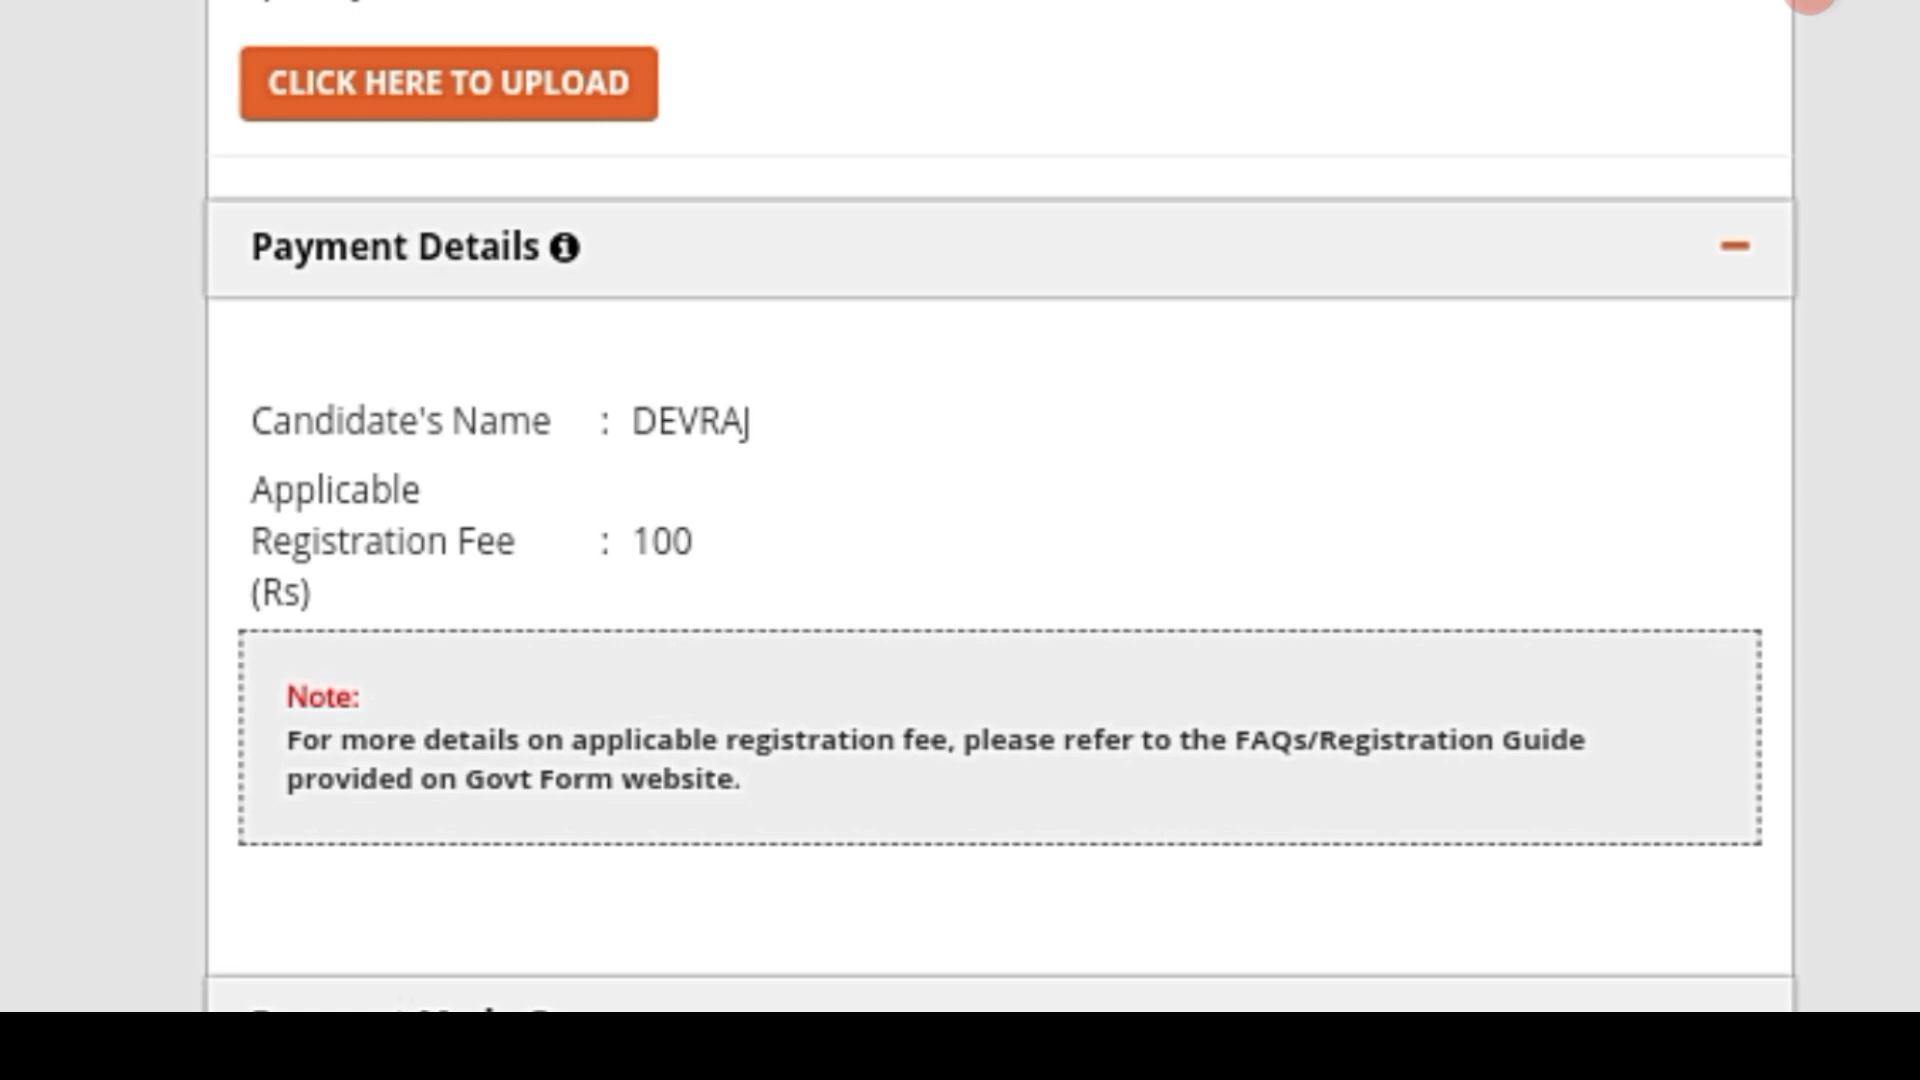 CLICK HERE TO UPLOAD
Payment Details
Candidate's Name : DEVRAJ
Applicable
Registration Fee : 100
(Rs)
Note:
For more details on applicable registration fee, please refer to the FAQs/Registration Guide
provided on Govt Form website.